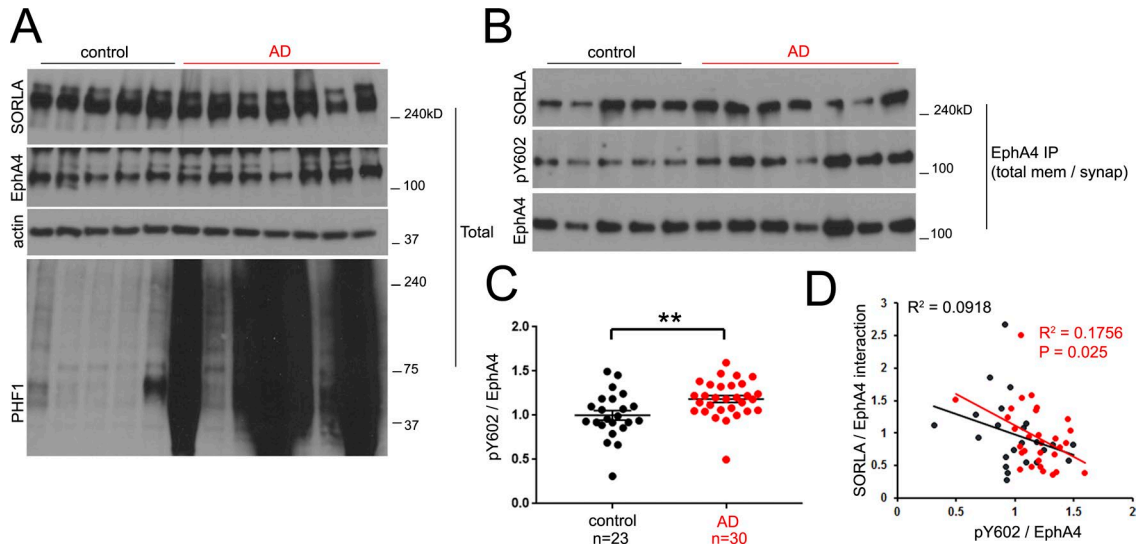 A
control
AD
SORLA
240kD
EphA4
100
actin
37
PHF1
240
75
37
Total
B
control
AD
SORLA
240kD
pY602
100
EphA4
100
EphA4 IP
(total mem / synap)
C
**
pY602 / EphA4
2.0
1.5
1.0
0.5
0.0
control
n=23
AD
n=30
D
R² = 0.0918
R² = 0.1756
P = 0.025
SORLA / EphA4 interaction
3
2.5
2
1.5
1
0.5
0
0.5
1
1.5
2
pY602 / EphA4